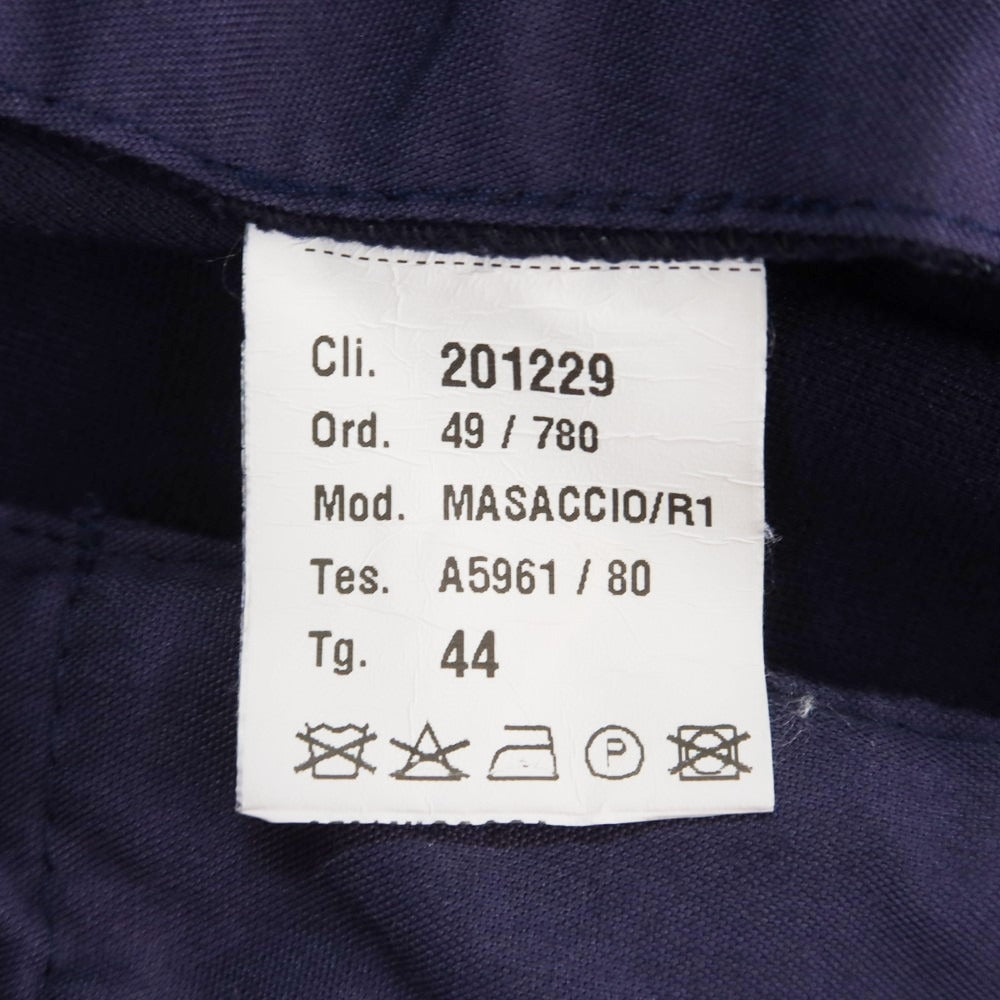 Cli. 201229
Ord. 49 / 780
Mod. MASACCIO/R1
Tes. A5961 / 80
Tg. 44
P